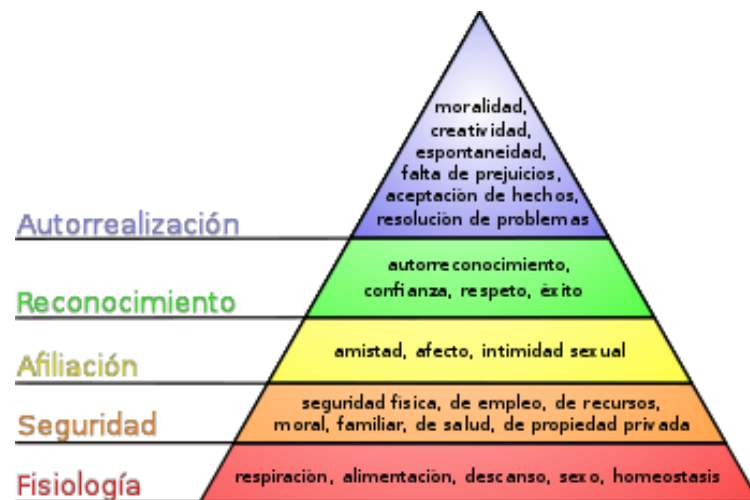 moralidad,
creatividad,
espontaneidad,
falta de prejuicios,
aceptación de hechos,
resolución de problemas
Autorrealización
autorreconocimiento,
confianza, respeto, éxito
Reconocimiento
amistad, afecto, intimidad sexual
Afiliación
seguridad física, de empleo, de recursos,
moral, familiar, de salud, de propiedad privada
Seguridad
respiración, alimentación, descanso, sexo, homeostasis
Fisiología